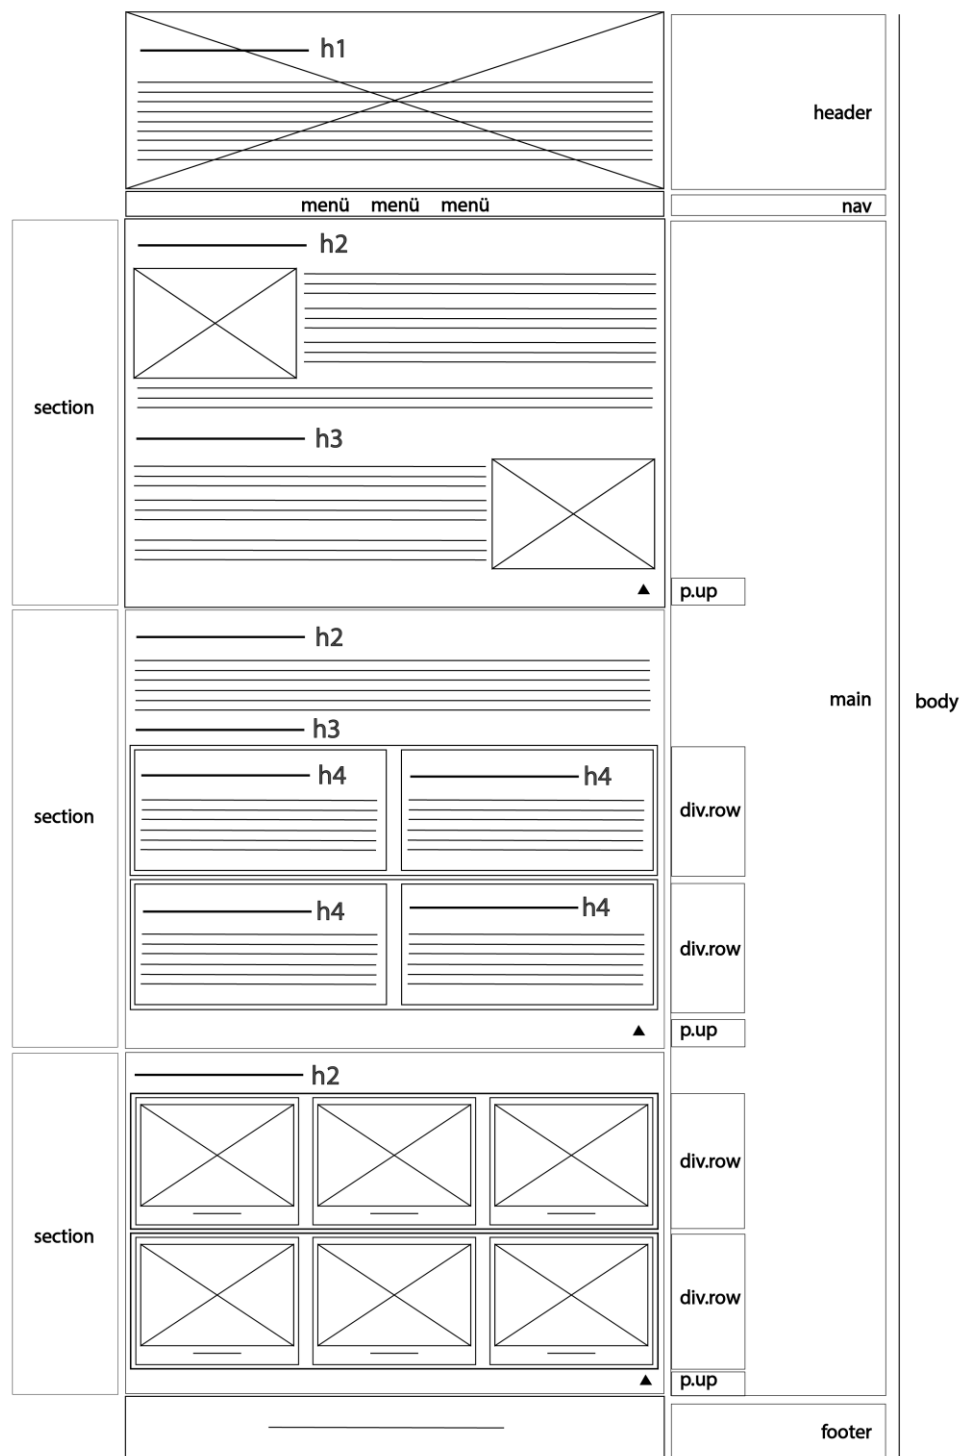 h1
header
menü menü menü
nav
h2
section
h3
p.up
h2
main
body
h3
h4 h4
div.row
section
h4 h4
div.row
p.up
h2
div.row
section
div.row
p.up
footer